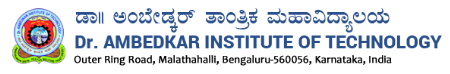 ಡಾ॥ ಅಂಬೇಡ್ಕರ್ ತಾಂತ್ರಿಕ ಮಹಾವಿದ್ಯಾಲಯ
Dr. AMBEDKAR INSTITUTE OF TECHNOLOGY
Outer Ring Road, Malathahalli, Bengaluru-560056, Karnataka, India